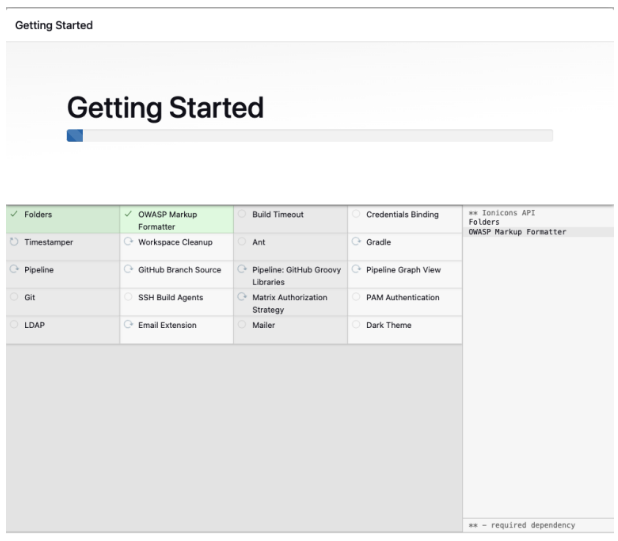 Getting Started
Getting Started
Folders
OWASP Markup
Formatter
Build Timeout
Credentials Binding
Timestamper
Workspace Cleanup
Ant
Gradle
Pipeline
GitHub Branch Source
Pipeline: GitHub Groovy
Libraries
Pipeline Graph View
Git
SSH Build Agents
Matrix Authorization
Strategy
PAM Authentication
LDAP
Email Extension
Mailer
Dark Theme
** Ionicons API
Folders
OWASP Markup Formatter
** - required dependency